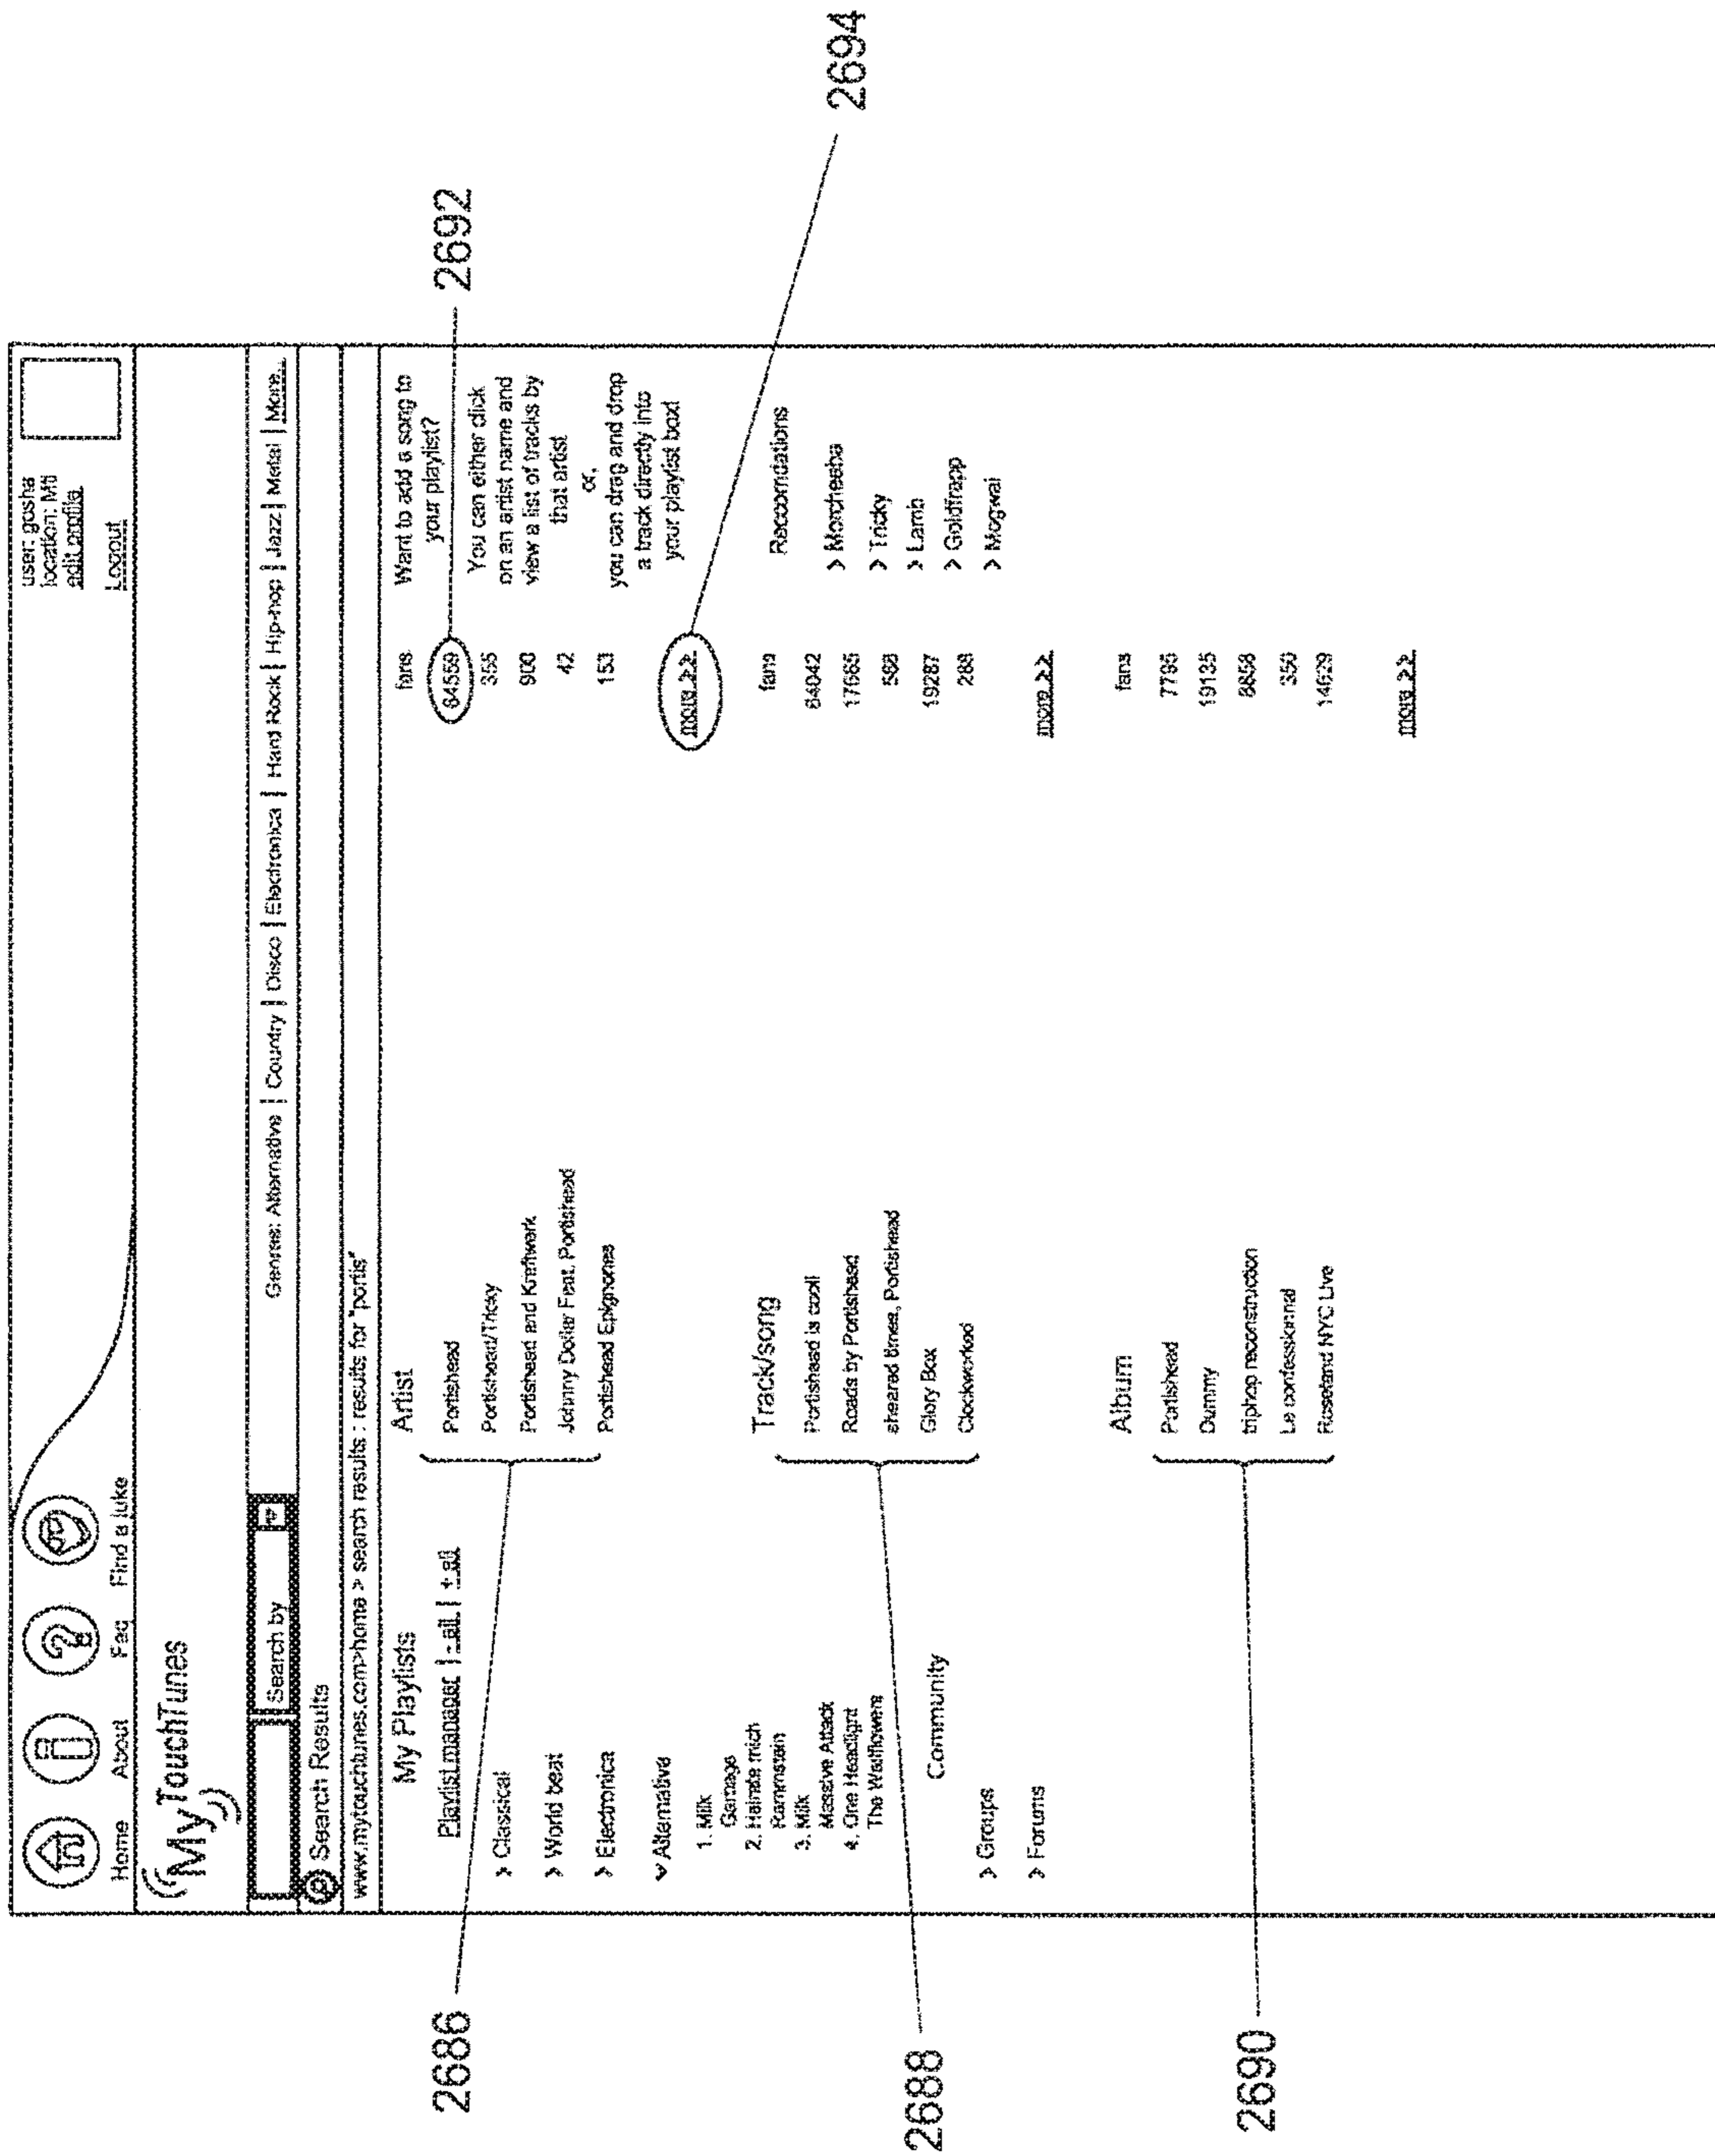 user: gosha
location: Mtl
edit profile
Logout
Home
About
Faq
Find a juke
MyTouchTunes
Search by
Genres: Alternative | Country | Disco | Electronica | Hard Rock | Hip-hop | Jazz | Metal | More...
Search Results
www.mytouchtunes.com>home > search results : results for "portis"
My Playlists
Playlist manager | - all | + all
> Classical
> World beat
> Electronica
Alternative
1. Milk
Garbage
2. Heirate mich
Rammstein
3. Milk
Massive Attack
4. One Headlight
The Wallflowers
Community
> Groups
> Forums
Artist fans
Portishead 64559
Portishead/Tricky 355
Portishead and Kraftwerk 900
Johnny Dollar Feat. Portishead 42
Portishead Epignones 153
more >>
Track/song fans
Portishead is cool! 64042
Roads by Portishead 17665
sheared times, Portishead 568
Glory Box 19287
Clockworked 288
more >>
Album fans
Portishead 7795
Dummy 19135
triphop reconstruction 8858
Le confessionnal 350
Roseland NYC Live 14629
more >>
Want to add a song to
your playlist?
You can either click
on an artist name and
view a list of tracks by
that artist
or,
you can drag and drop
a track directly into
your playlist box!
Recomndations
> Morcheeba
> Tricky
> Lamb
> Goldfrapp
> Mogwai
2686
2688
2690
2692
2694